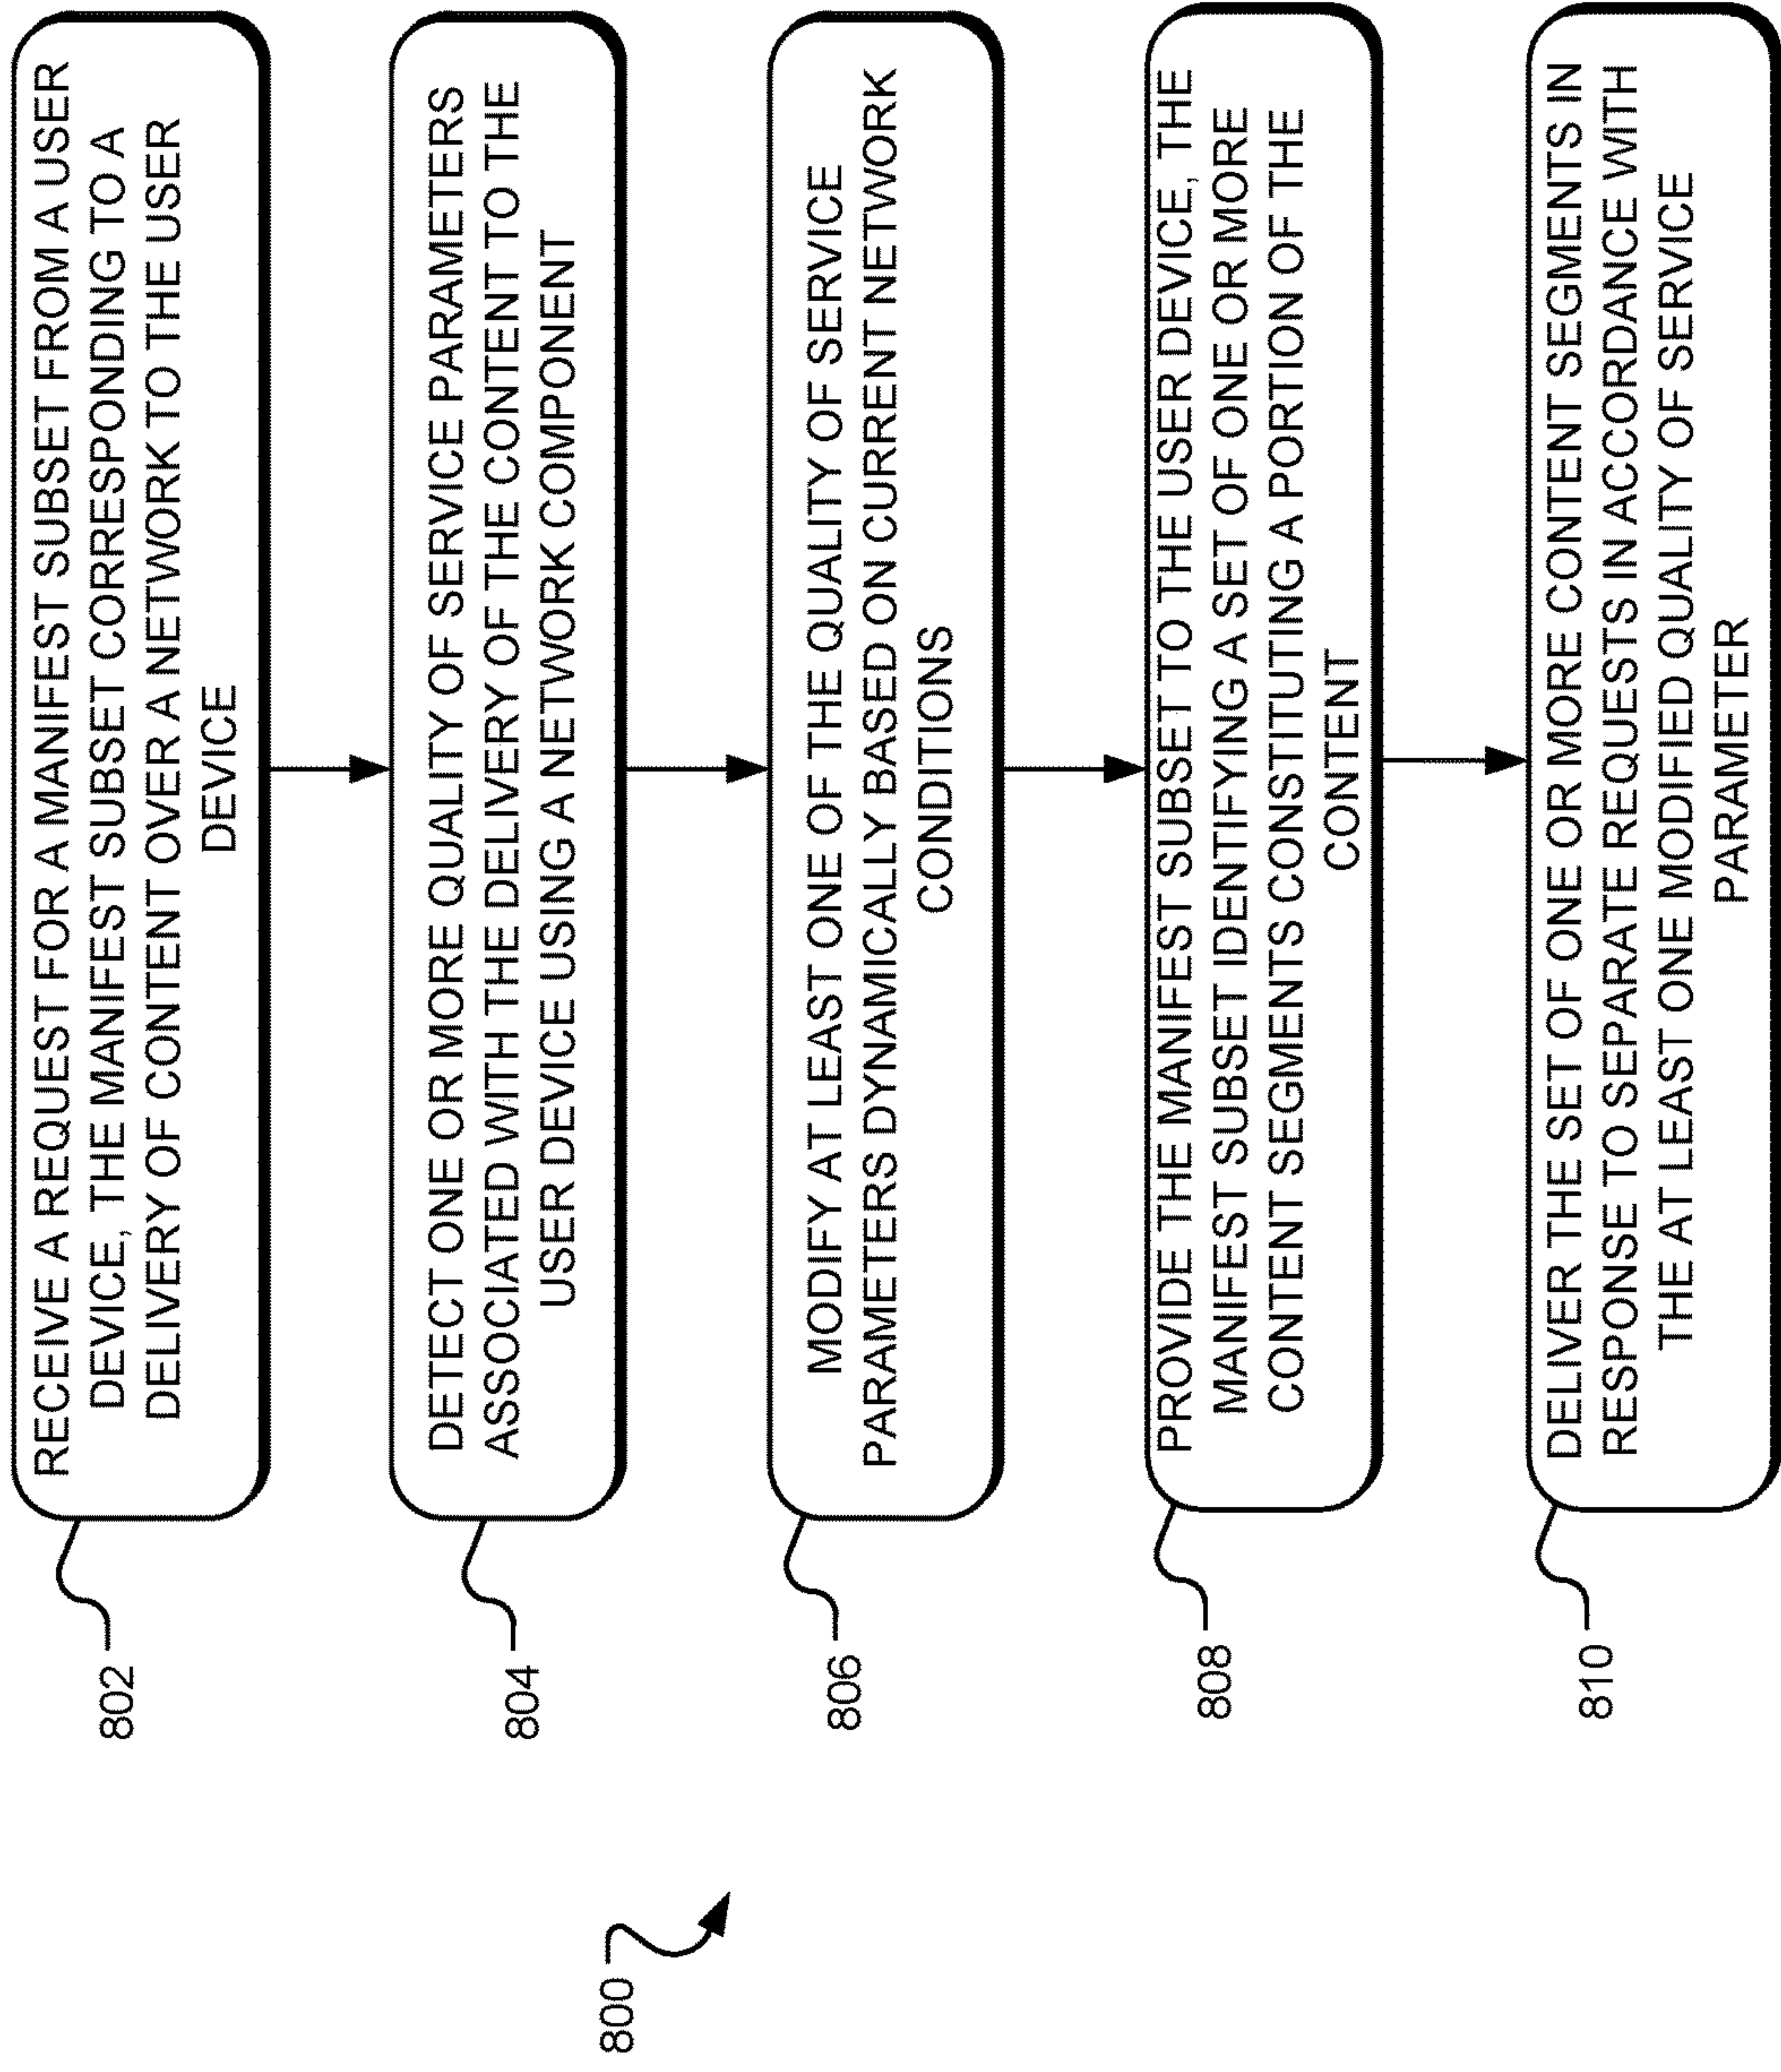 800
802
RECEIVE A REQUEST FOR A MANIFEST SUBSET FROM A USER
DEVICE, THE MANIFEST SUBSET CORRESPONDING TO A
DELIVERY OF CONTENT OVER A NETWORK TO THE USER
DEVICE
804
DETECT ONE OR MORE QUALITY OF SERVICE PARAMETERS
ASSOCIATED WITH THE DELIVERY OF THE CONTENT TO THE
USER DEVICE USING A NETWORK COMPONENT
806
MODIFY AT LEAST ONE OF THE QUALITY OF SERVICE
PARAMETERS DYNAMICALLY BASED ON CURRENT NETWORK
CONDITIONS
808
PROVIDE THE MANIFEST SUBSET TO THE USER DEVICE, THE
MANIFEST SUBSET IDENTIFYING A SET OF ONE OR MORE
CONTENT SEGMENTS CONSTITUTING A PORTION OF THE
CONTENT
810
DELIVER THE SET OF ONE OR MORE CONTENT SEGMENTS IN
RESPONSE TO SEPARATE REQUESTS IN ACCORDANCE WITH
THE AT LEAST ONE MODIFIED QUALITY OF SERVICE
PARAMETER